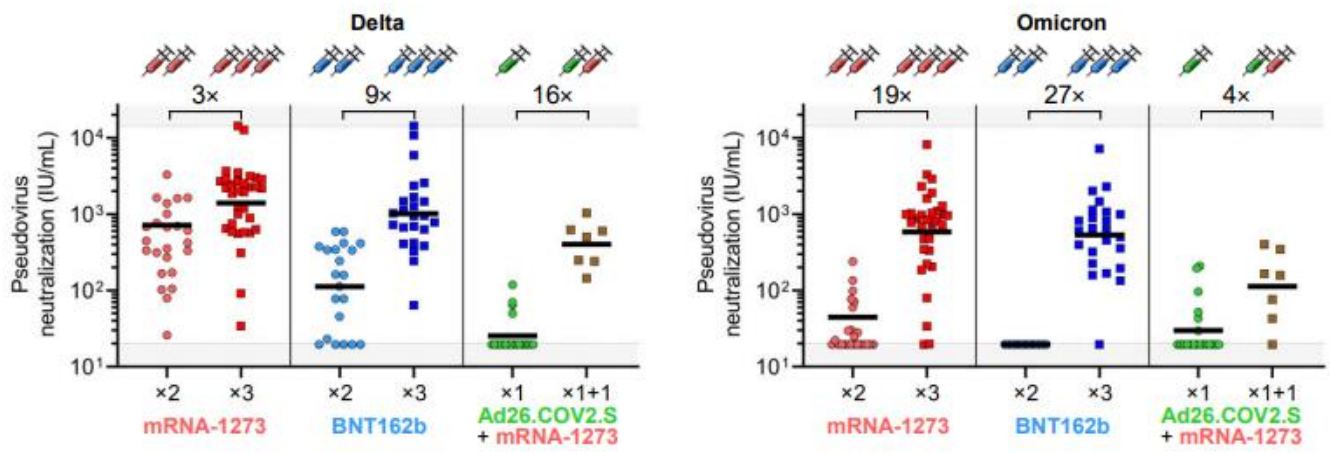 Delta
3×
9×
16×
Pseudovirus
neutralization (IU/mL)
10⁴
10³
10²
10¹
×2
×3
×2
×3
×1
×1+1
mRNA-1273
BNT162b
Ad26.COV2.S
+ mRNA-1273
Omicron
19×
27×
4×
Pseudovirus
neutralization (IU/mL)
10⁴
10³
10²
10¹
×2
×3
×2
×3
×1
×1+1
mRNA-1273
BNT162b
Ad26.COV2.S
+ mRNA-1273